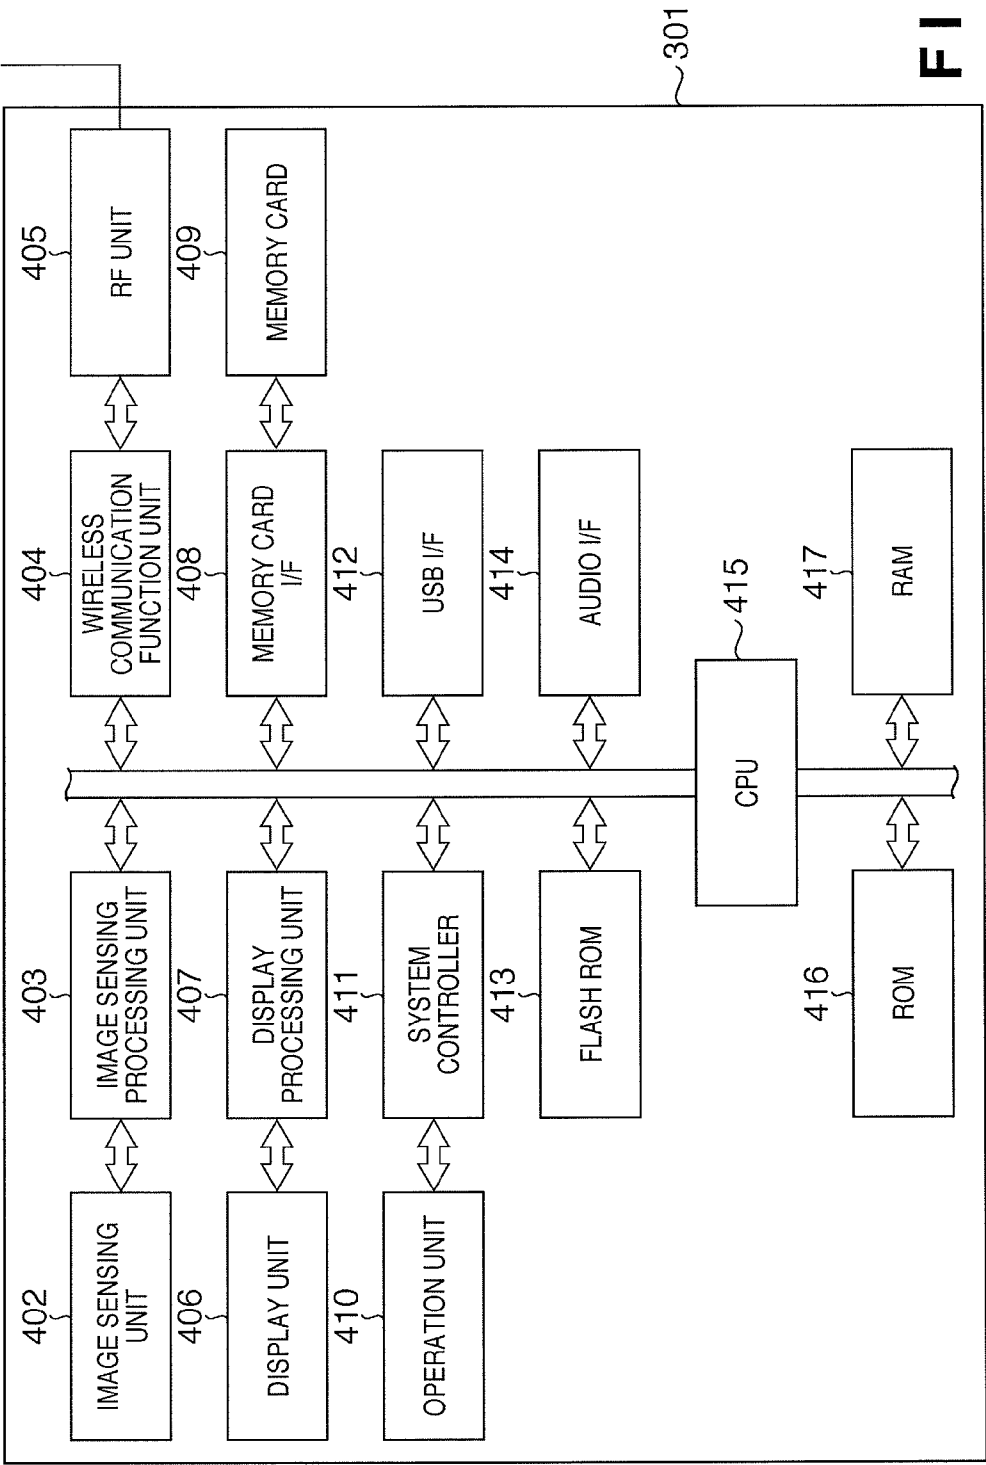 F I
301
402
IMAGE SENSING
UNIT
403
IMAGE SENSING
PROCESSING UNIT
404
WIRELESS
COMMUNICATION
FUNCTION UNIT
405
RF UNIT
406
DISPLAY UNIT
407
DISPLAY
PROCESSING UNIT
408
MEMORY CARD
I/F
409
MEMORY CARD
410
OPERATION UNIT
411
SYSTEM
CONTROLLER
412
USB I/F
413
FLASH ROM
414
AUDIO I/F
415
CPU
416
ROM
417
RAM